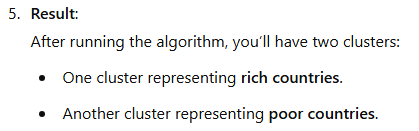 5. Result:
After running the algorithm, you'll have two clusters:
• One cluster representing rich countries.
• Another cluster representing poor countries.